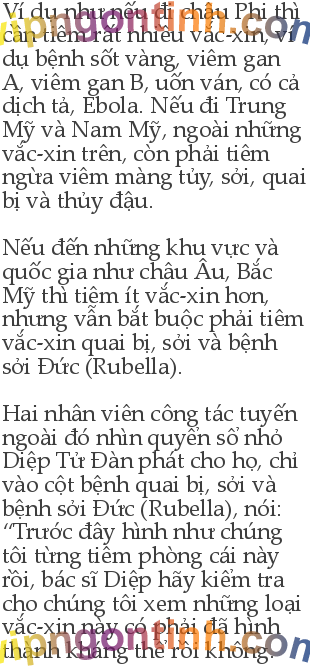 Ví dụ như nếu đi châu Phi thì
cần tiêm rất nhiều vắc-xin, ví
dụ bệnh sốt vàng, viêm gan
A, viêm gan B, uốn ván, có cả
dịch tả, Ebola. Nếu đi Trung
Mỹ và Nam Mỹ, ngoài những
vắc-xin trên, còn phải tiêm
ngừa viêm màng tủy, sởi, quai
bị và thủy đậu.
Nếu đến những khu vực và
quốc gia như châu Âu, Bắc
Mỹ thì tiêm ít vắc-xin hơn,
nhưng vẫn bắt buộc phải tiêm
vắc-xin quai bị, sởi và bệnh
sởi Đức (Rubella).
Hai nhân viên công tác tuyến
ngoài đó nhìn quyển sổ nhỏ
Diệp Tử Đàn phát cho họ, chỉ
vào cột bệnh quai bị, sởi và
bệnh sởi Đức (Rubella), nói:
“Trước đây hình như chúng
tôi từng tiêm phòng cái này
rồi, bác sĩ Diệp hãy kiểm tra
cho chúng tôi xem những loại
vắc-xin này có phải đã hình
thành kháng thể rồi không.
vipngontinh.com
vipngontinh.com